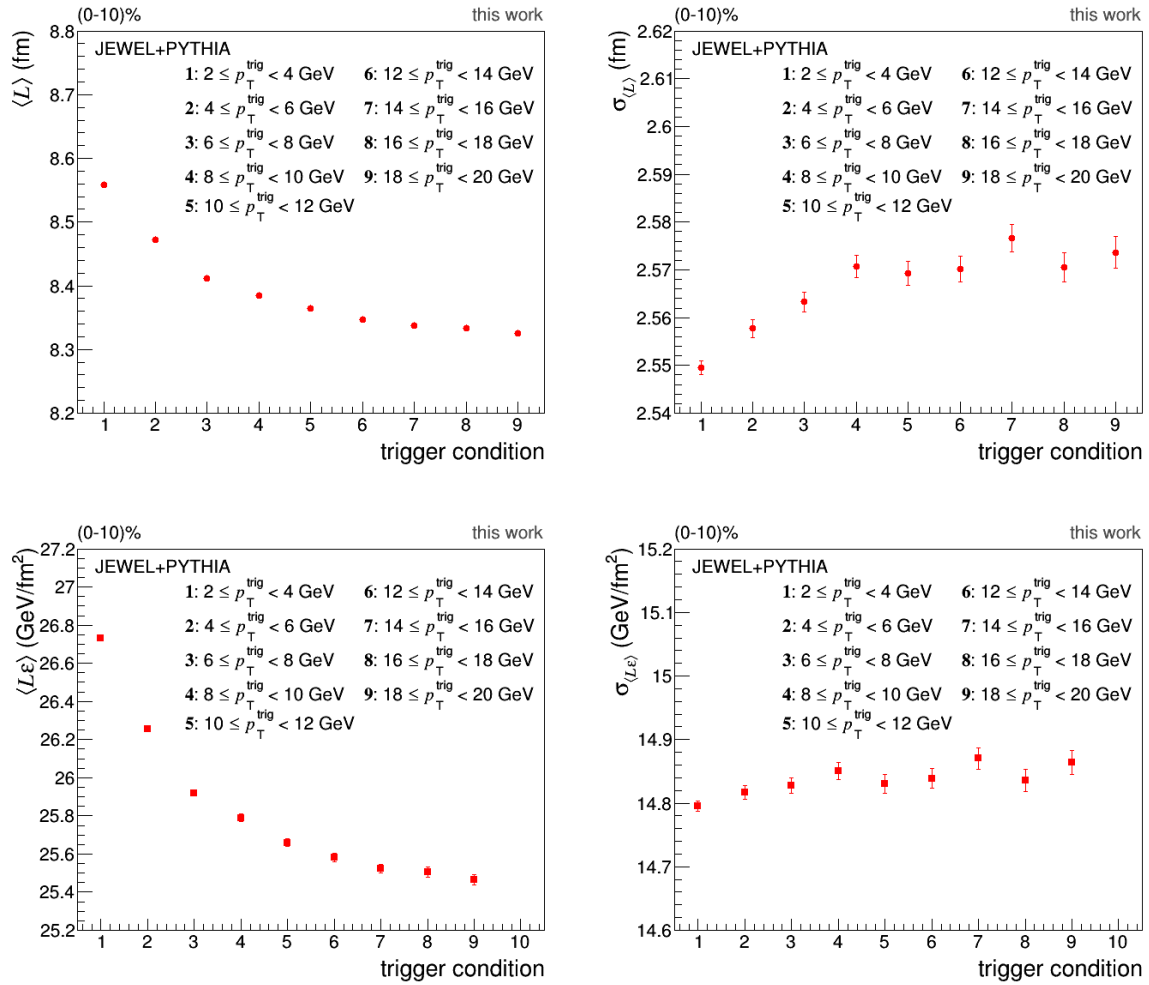 (0-10)% this work
⟨L⟩ (fm)
JEWEL+PYTHIA
1: 2 ≤ p_T^trig < 4 GeV 6: 12 ≤ p_T^trig < 14 GeV
2: 4 ≤ p_T^trig < 6 GeV 7: 14 ≤ p_T^trig < 16 GeV
3: 6 ≤ p_T^trig < 8 GeV 8: 16 ≤ p_T^trig < 18 GeV
4: 8 ≤ p_T^trig < 10 GeV 9: 18 ≤ p_T^trig < 20 GeV
5: 10 ≤ p_T^trig < 12 GeV
8.8
8.7
8.6
8.5
8.4
8.3
8.2
1 2 3 4 5 6 7 8 9
trigger condition
(0-10)% this work
σ⟨L⟩ (fm)
JEWEL+PYTHIA
1: 2 ≤ p_T^trig < 4 GeV 6: 12 ≤ p_T^trig < 14 GeV
2: 4 ≤ p_T^trig < 6 GeV 7: 14 ≤ p_T^trig < 16 GeV
3: 6 ≤ p_T^trig < 8 GeV 8: 16 ≤ p_T^trig < 18 GeV
4: 8 ≤ p_T^trig < 10 GeV 9: 18 ≤ p_T^trig < 20 GeV
5: 10 ≤ p_T^trig < 12 GeV
2.62
2.61
2.6
2.59
2.58
2.57
2.56
2.55
2.54
1 2 3 4 5 6 7 8 9
trigger condition
(0-10)% this work
⟨Lε⟩ (GeV/fm²)
JEWEL+PYTHIA
1: 2 ≤ p_T^trig < 4 GeV 6: 12 ≤ p_T^trig < 14 GeV
2: 4 ≤ p_T^trig < 6 GeV 7: 14 ≤ p_T^trig < 16 GeV
3: 6 ≤ p_T^trig < 8 GeV 8: 16 ≤ p_T^trig < 18 GeV
4: 8 ≤ p_T^trig < 10 GeV 9: 18 ≤ p_T^trig < 20 GeV
5: 10 ≤ p_T^trig < 12 GeV
27.2
27
26.8
26.6
26.4
26.2
26
25.8
25.6
25.4
25.2
1 2 3 4 5 6 7 8 9 10
trigger condition
(0-10)% this work
σ⟨Lε⟩ (GeV/fm²)
JEWEL+PYTHIA
1: 2 ≤ p_T^trig < 4 GeV 6: 12 ≤ p_T^trig < 14 GeV
2: 4 ≤ p_T^trig < 6 GeV 7: 14 ≤ p_T^trig < 16 GeV
3: 6 ≤ p_T^trig < 8 GeV 8: 16 ≤ p_T^trig < 18 GeV
4: 8 ≤ p_T^trig < 10 GeV 9: 18 ≤ p_T^trig < 20 GeV
5: 10 ≤ p_T^trig < 12 GeV
15.2
15.1
15
14.9
14.8
14.7
14.6
1 2 3 4 5 6 7 8 9 10
trigger condition